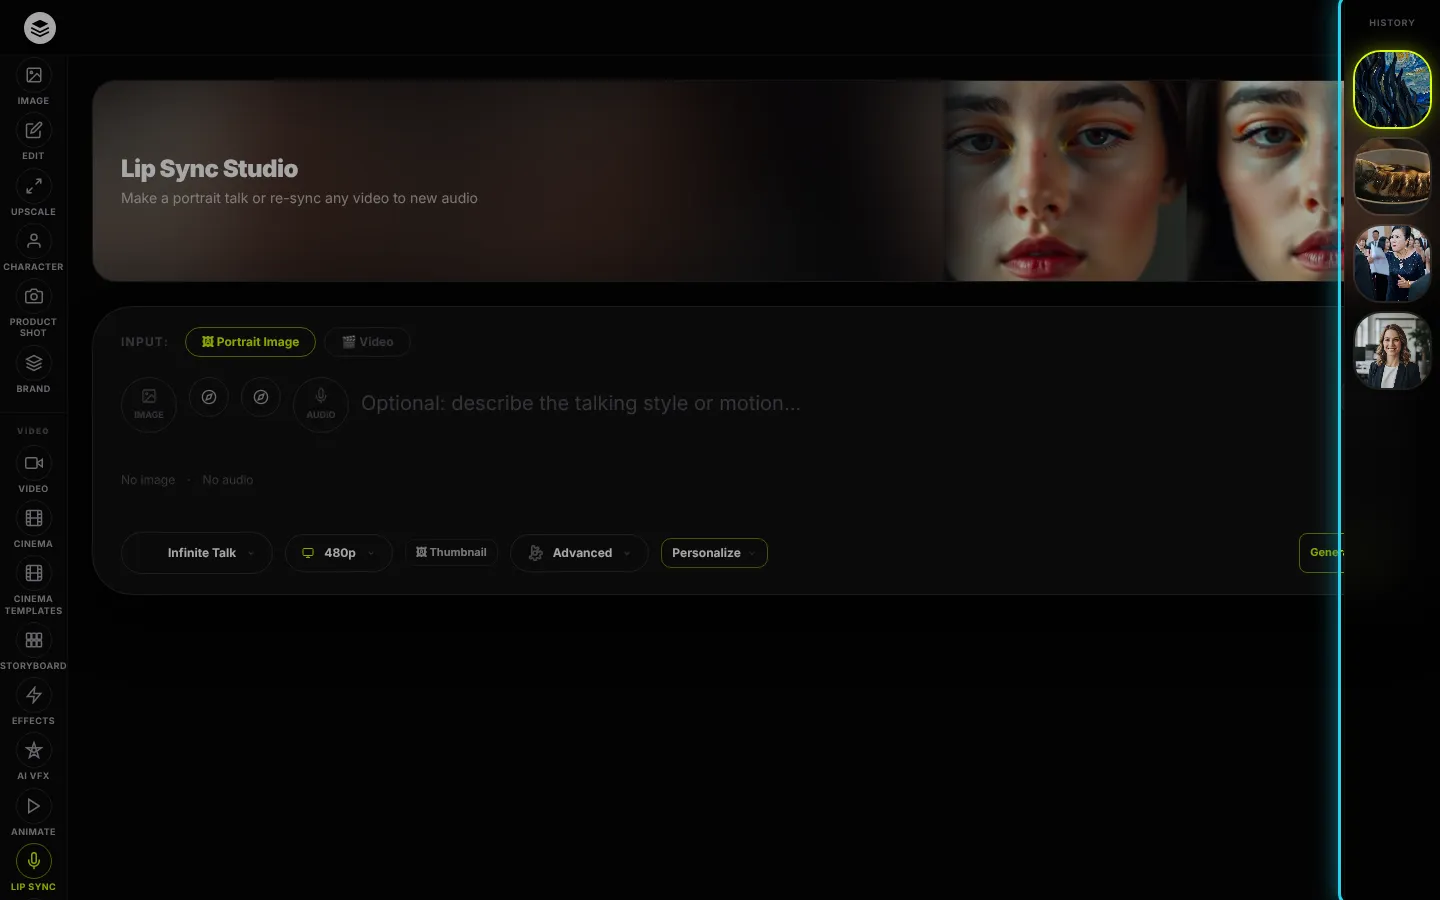 HISTORY
IMAGE
EDIT
UPSCALE
CHARACTER
PRODUCT
SHOT
BRAND
VIDEO
VIDEO
CINEMA
CINEMA
TEMPLATES
STORYBOARD
EFFECTS
AI VFX
ANIMATE
LIP SYNC
Lip Sync Studio
Make a portrait talk or re-sync any video to new audio
INPUT:
Portrait Image
Video
IMAGE
AUDIO
Optional: describe the talking style or motion...
No image · No audio
Infinite Talk
480p
Thumbnail
Advanced
Personalize
Gener